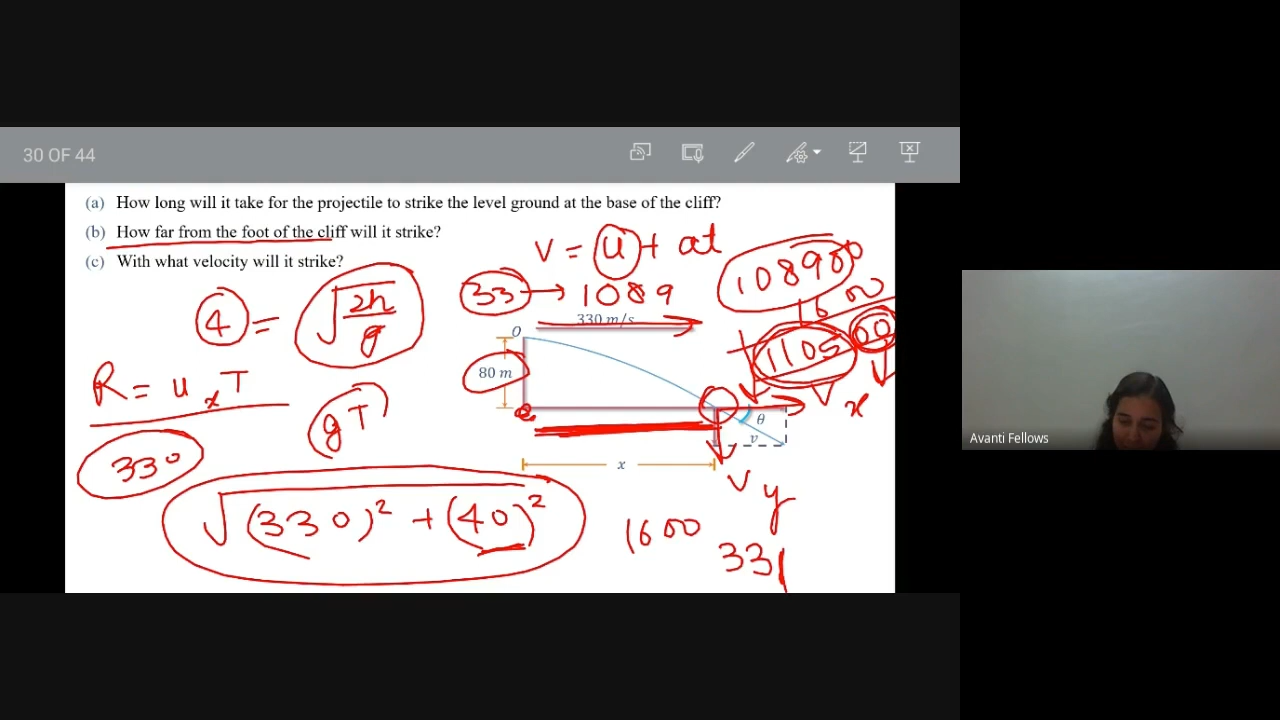 30 OF 44
(a) How long will it take for the projectile to strike the level ground at the base of the cliff?
(b) How far from the foot of the cliff will it strike?
(c) With what velocity will it strike?
v = u + at
108900
33 → 1089
1600
4 = √2h/g
330 m/s
O
110500
80 m
R = u_x T
v_x
gT
θ
v
330
x
v_y
√(330)² + (40)²
1600
331
Avanti Fellows